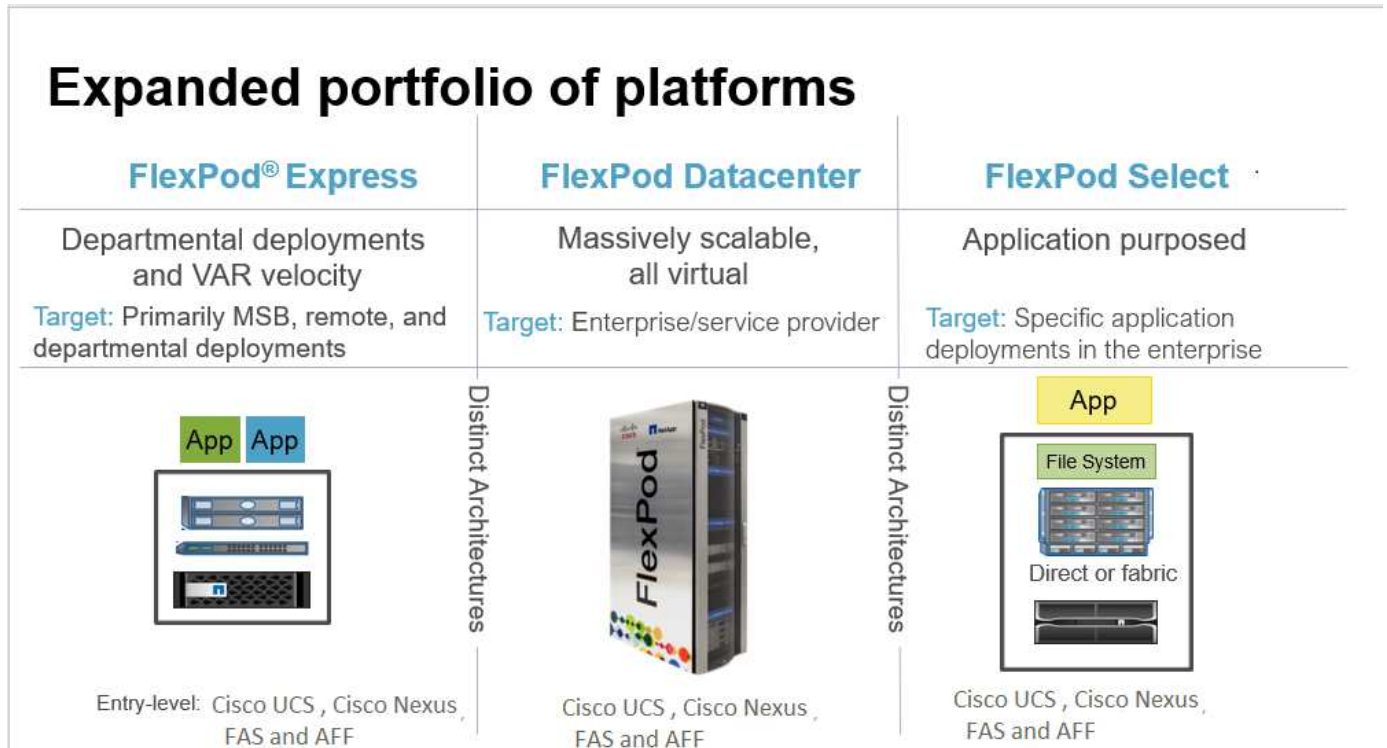 Expanded portfolio of platforms
FlexPod® Express
Departmental deployments
and VAR velocity
Target: Primarily MSB, remote, and
departmental deployments
App App
Entry-level: Cisco UCS , Cisco Nexus ,
FAS and AFF
Distinct Architectures
FlexPod Datacenter
Massively scalable,
all virtual
Target: Enterprise/service provider
CISCO
NetApp
FlexPod
FlexPod
Cisco UCS , Cisco Nexus ,
FAS and AFF
Distinct Architectures
FlexPod Select .
Application purposed
Target: Specific application
deployments in the enterprise
App
File System
Direct or fabric
Cisco UCS , Cisco Nexus ,
FAS and AFF